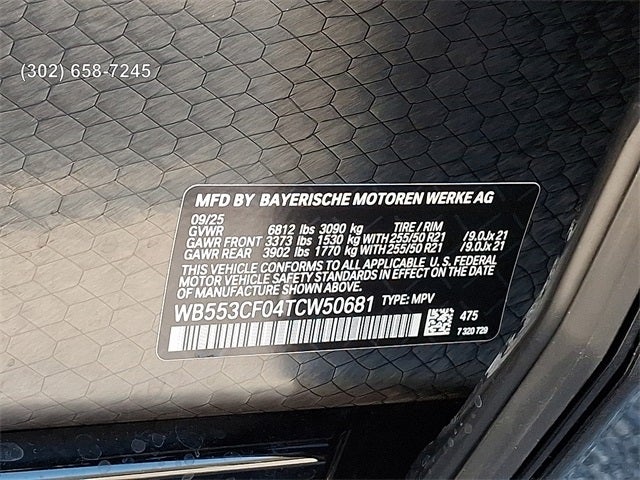 (302) 658-7245
MFD BY BAYERISCHE MOTOREN WERKE AG
09/25
GVWR 6812 lbs 3090 kg TIRE / RIM
GAWR FRONT 3373 lbs 1530 kg WITH 255/50 R21 /9.0Jx21
GAWR REAR 3902 lbs 1770 kg WITH 255/50 R21 /9.0Jx21
THIS VEHICLE CONFORMS TO ALL APPLICABLE U. S. FEDERAL
MOTOR VEHICLE SAFETY STANDARDS IN EFFECT ON THE DATE
OF MANUFACTURE SHOWN ABOVE.
WB553CF04TCW50681 TYPE: MPV
475
7 320 729